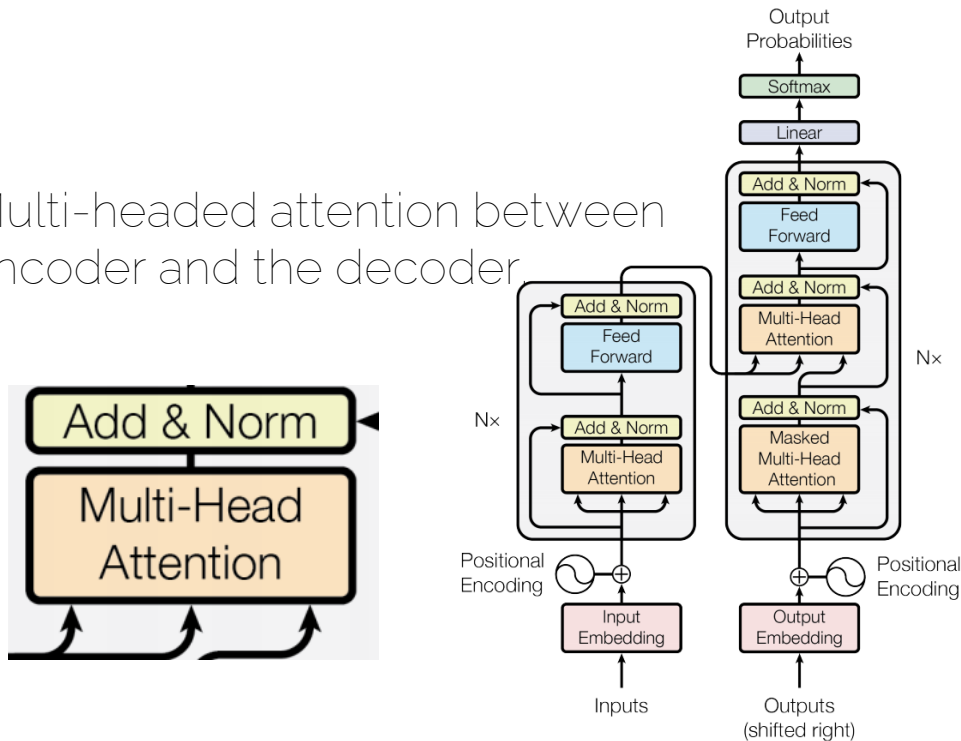 ulti-headed attention between
ncoder and the decoder.
Add & Norm
Multi-Head
Attention
Output
Probabilities
Softmax
Linear
Add & Norm
Feed
Forward
Add & Norm
Multi-Head
Attention
Nx
Add & Norm
Masked
Multi-Head
Attention
Add & Norm
Feed
Forward
Nx
Add & Norm
Multi-Head
Attention
Positional
Encoding
Positional
Encoding
Input
Embedding
Output
Embedding
Inputs
Outputs
(shifted right)